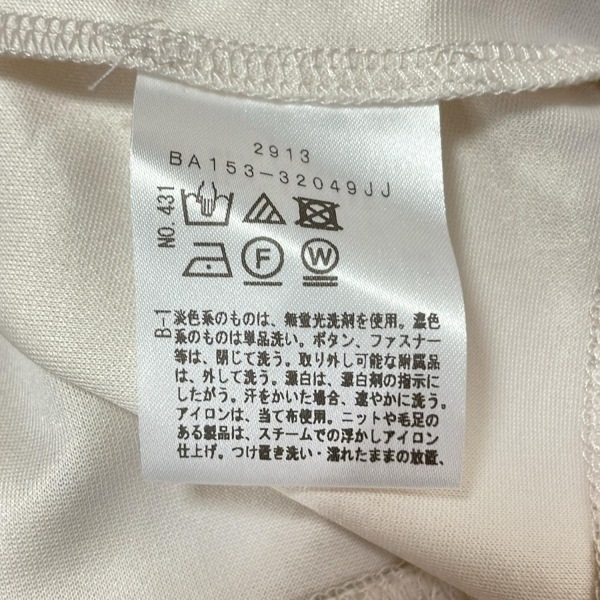 2913
BA153-32049JJ
NO.431
F
W
B-1
淡色系のものは、無蛍光洗剤を使用。濃色
系のものは単品洗い。ボタン、ファスナー
等は、閉じて洗う。取り外し可能な附属品
は、外して洗う。漂白は、漂白剤の指示に
したがう。汗をかいた場合、速やかに洗う。
アイロンは、当て布使用。ニットや毛足の
ある製品は、スチームでの浮かしアイロン
仕上げ。つけ置き洗い・濡れたままの放置、